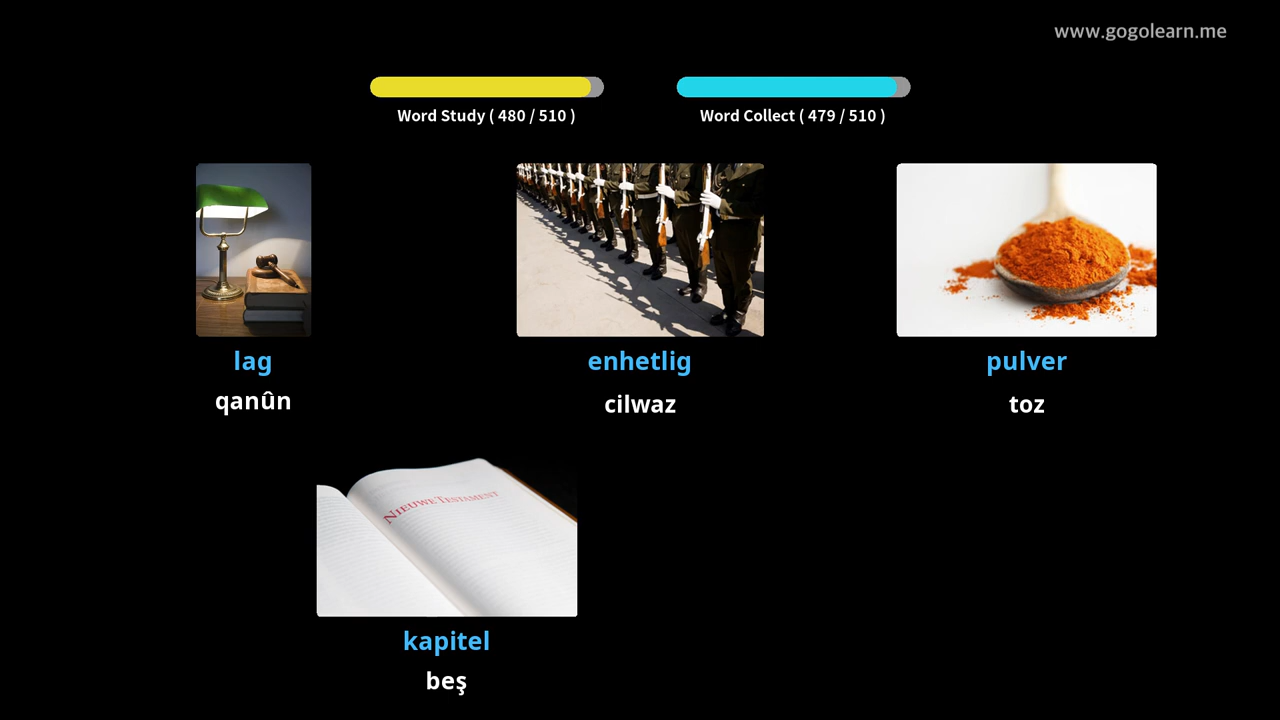 www.gogolearn.me
Word Study ( 480 / 510 )
Word Collect ( 479 / 510 )
lag
qanûn
enhetlig
cilwaz
pulver
toz
NIEUWE TESTAMENT
kapitel
beş